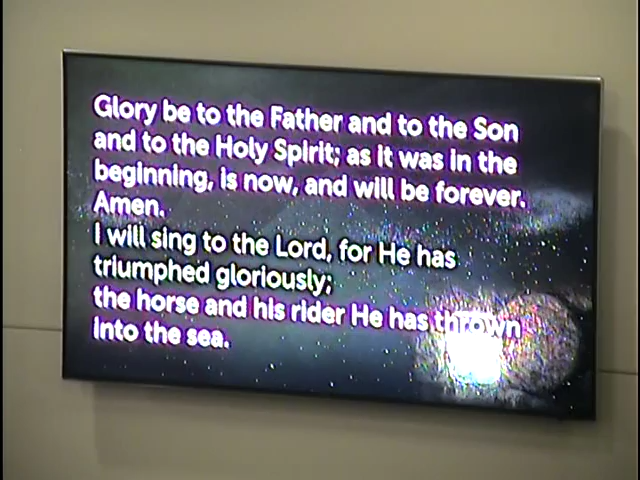 Glory be to the Father and to the Son
and to the Holy Spirit; as it was in the
beginning, is now, and will be forever.
Amen.
I will sing to the Lord, for He has
triumphed gloriously;
the horse and his rider He has thrown
into the sea.